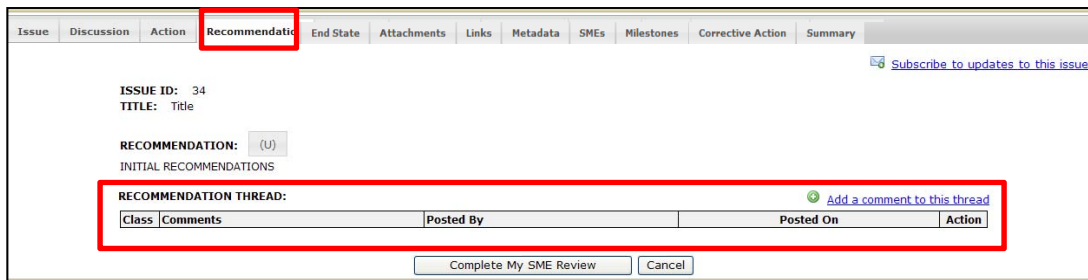 Issue Discussion Action Recommendatio End State Attachments Links Metadata SMEs Milestones Corrective Action Summary
Subscribe to updates to this issue
ISSUE ID: 34
TITLE: Title
RECOMMENDATION: (U)
INITIAL RECOMMENDATIONS
RECOMMENDATION THREAD: Add a comment to this thread
Class Comments Posted By Posted On Action
Complete My SME Review Cancel